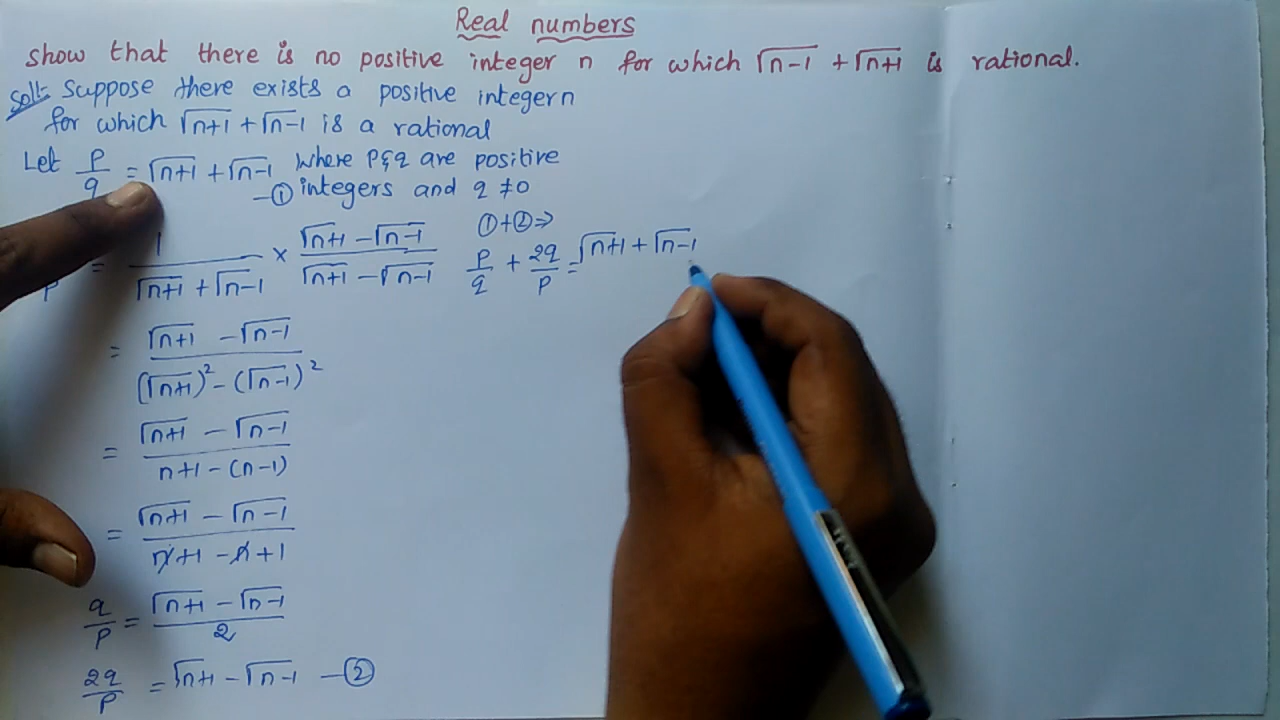 Real numbers
show that there is no positive integer n for which √n-1 + √n+1 is rational.
Sol:- Suppose there exists a positive integer n
for which √n+1 + √n-1 is a rational
Let p/q = √n+1 + √n-1 where p & q are positive
—① integers and q ≠ 0
q/p = 1/(√n+1 + √n-1) × (√n+1 - √n-1)/(√n+1 - √n-1)
= (√n+1 - √n-1)/((√n+1)² - (√n-1)²)
= (√n+1 - √n-1)/(n+1-(n-1))
= (√n+1 - √n-1)/(n+1-n+1)
q/p = (√n+1 - √n-1)/2
2q/p = √n+1 - √n-1 —②
①+② ⇒
p/q + 2q/p = √n+1 + √n-1